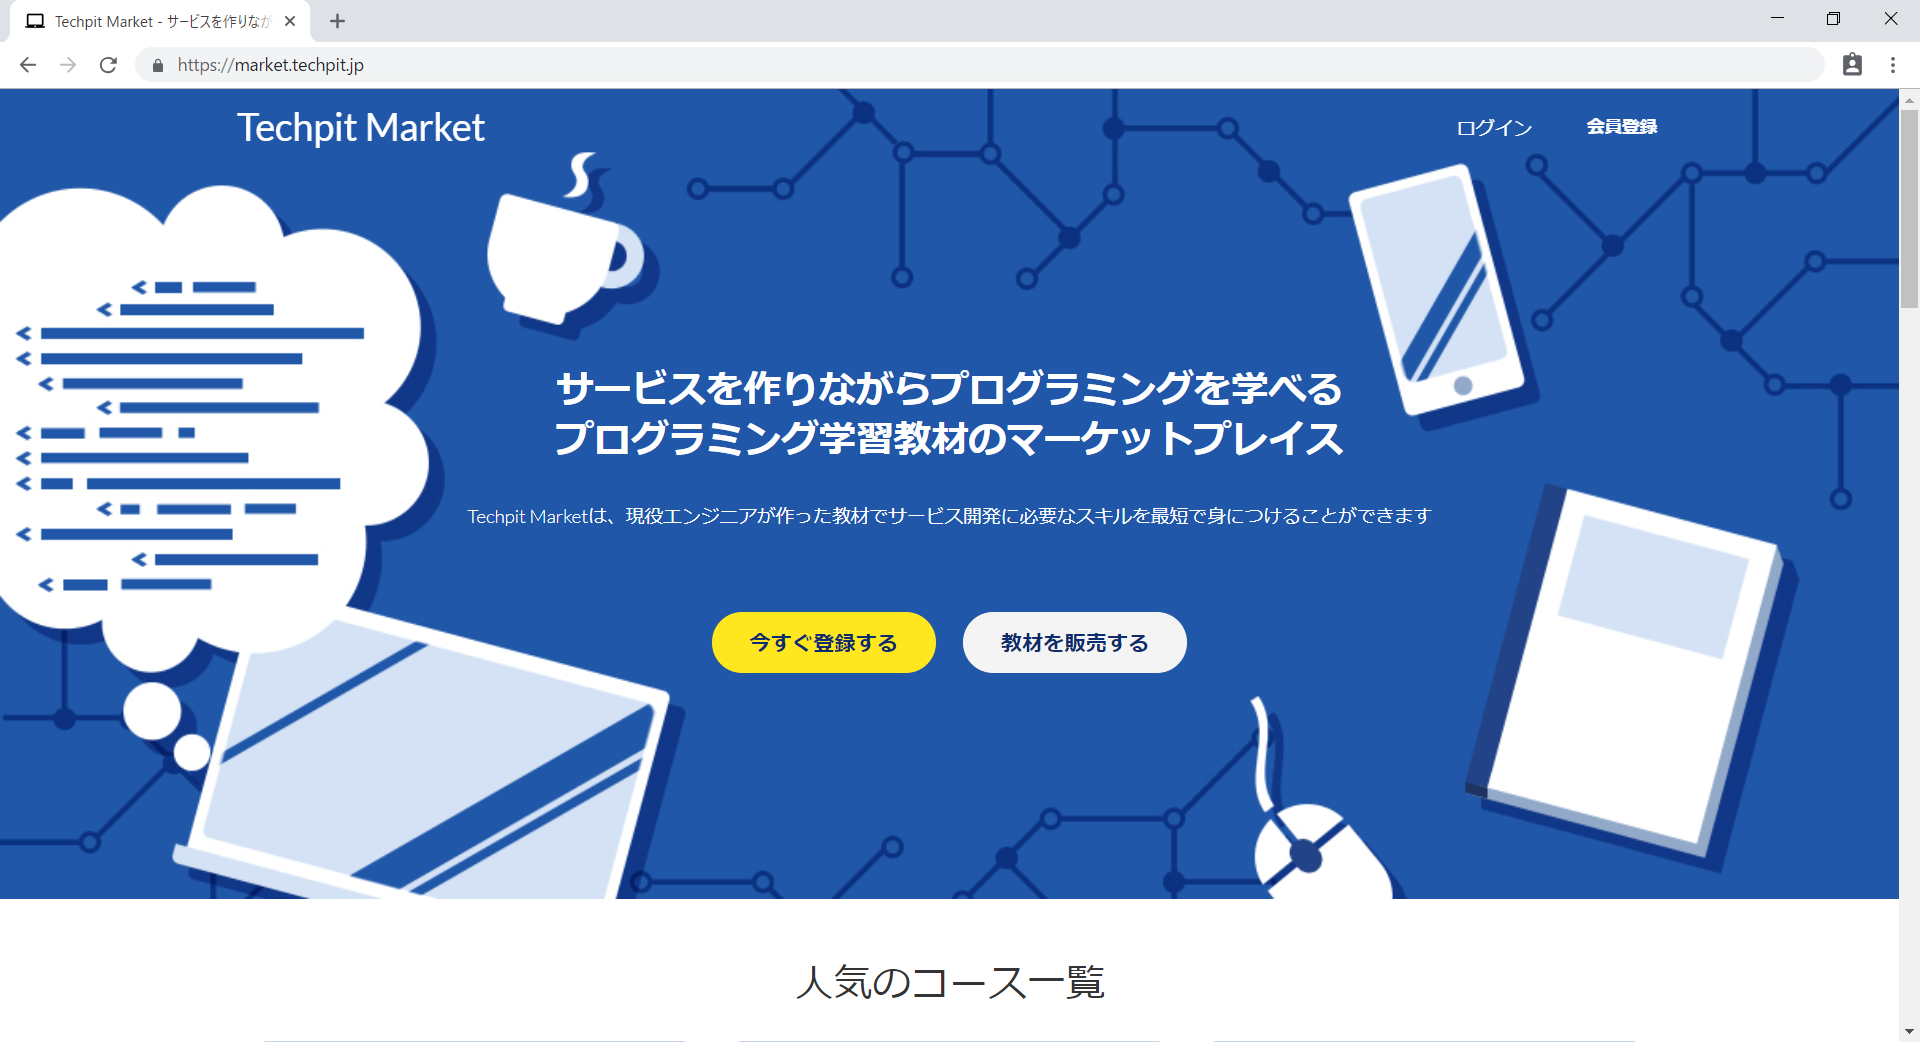 Techpit Market - サービスを作りなが
https://market.techpit.jp
Techpit Market
ログイン
会員登録
サービスを作りながらプログラミングを学べる
プログラミング学習教材のマーケットプレイス
Techpit Marketは、現役エンジニアが作った教材でサービス開発に必要なスキルを最短で身につけることができます
今すぐ登録する
教材を販売する
人気のコース一覧